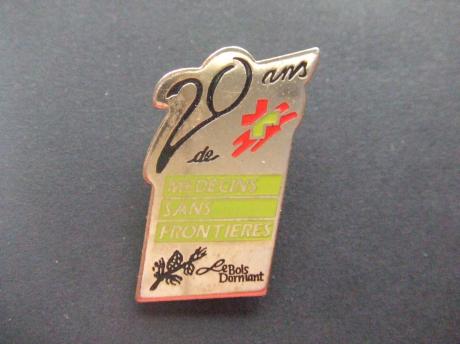 20 ans
de
MEDECINS
SANS
FRONTIERES
Le Bois
Dormant